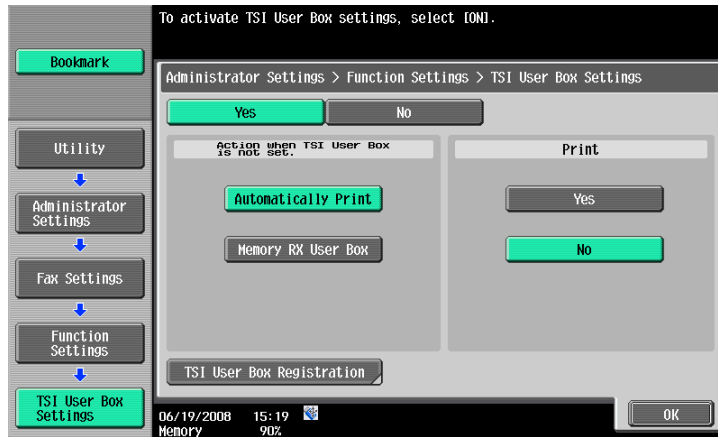 To activate TSI User Box settings, select [ON].
Bookmark
Administrator Settings > Function Settings > TSI User Box Settings
Yes
No
Utility
Administrator
Settings
Fax Settings
Function
Settings
TSI User Box
Settings
Action when TSI User Box
is not set.
Automatically Print
Memory RX User Box
Print
Yes
No
TSI User Box Registration
06/19/2008 15:19
Memory 90%
OK